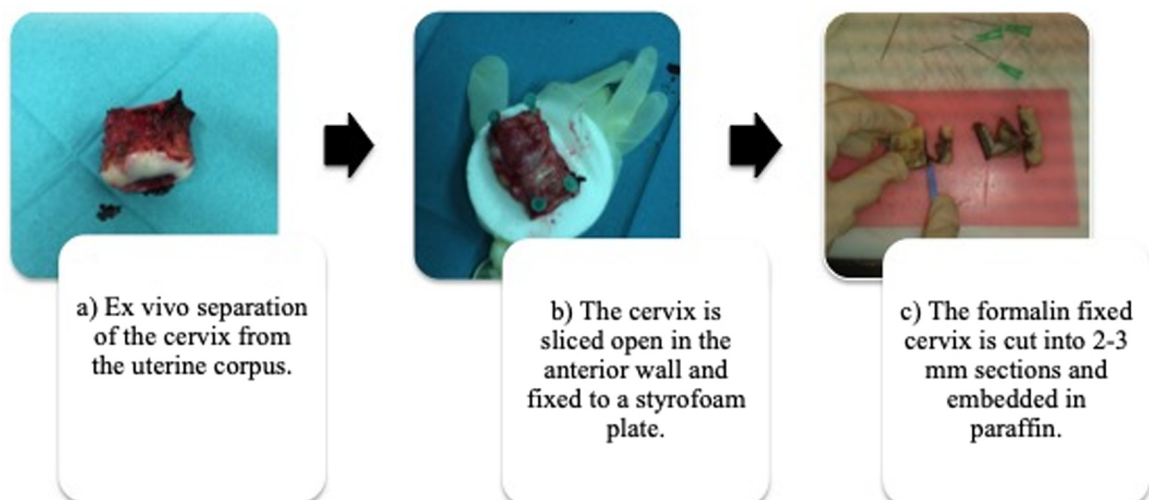 a) Ex vivo separation
of the cervix from
the uterine corpus.
b) The cervix is
sliced open in the
anterior wall and
fixed to a styrofoam
plate.
c) The formalin fixed
cervix is cut into 2-3
mm sections and
embedded in
paraffin.